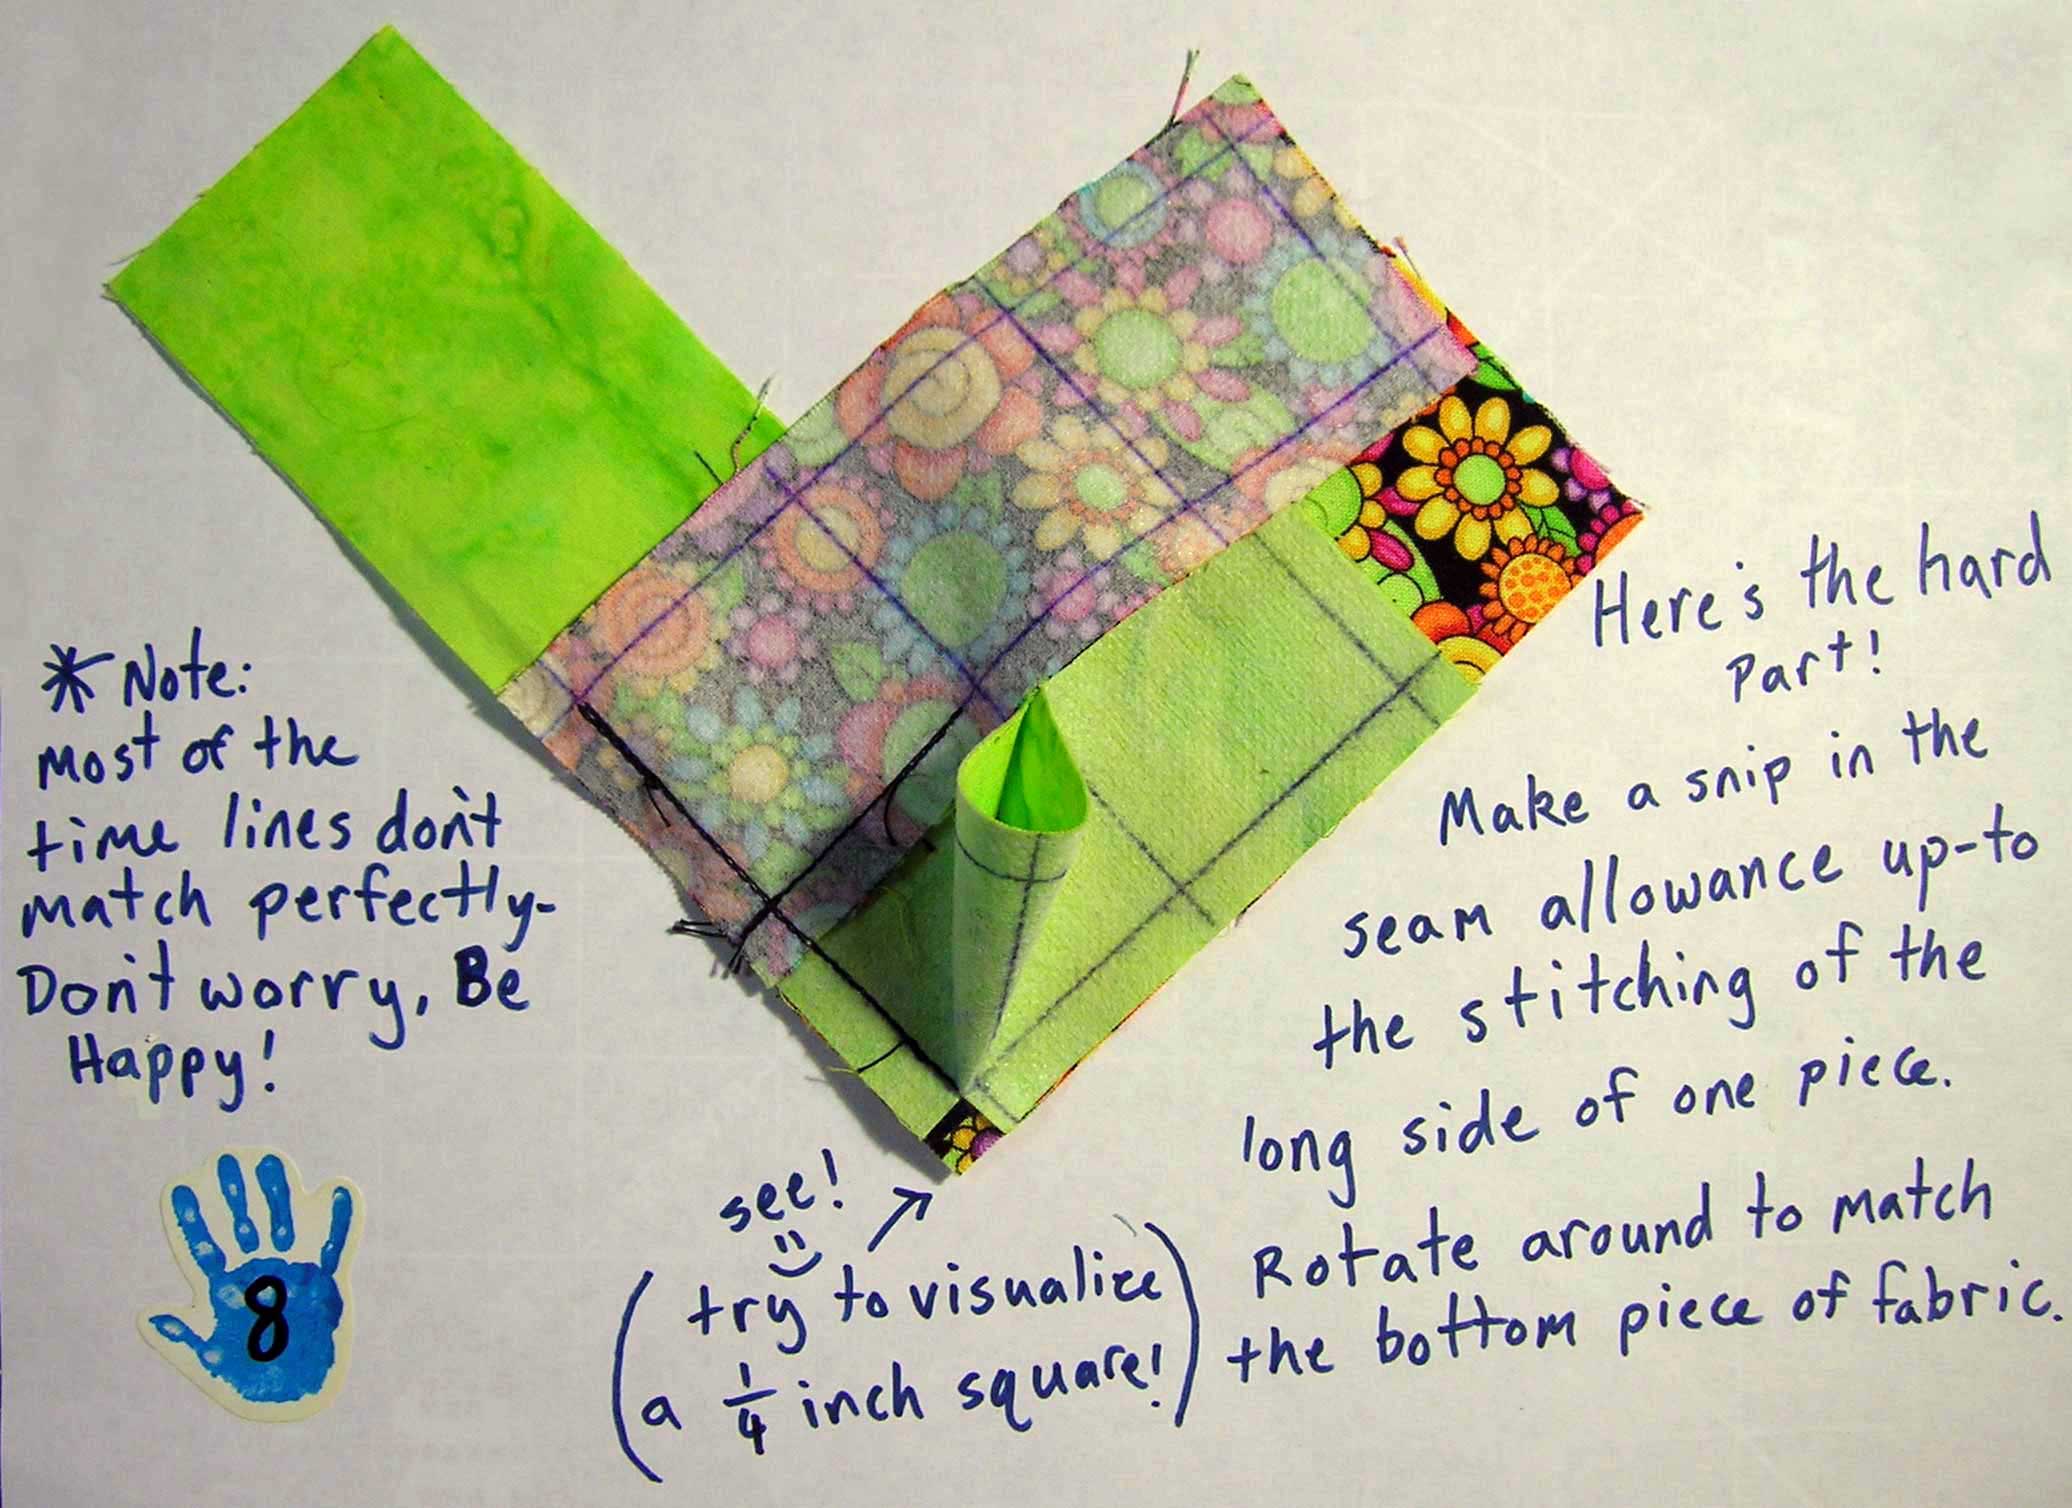 * Note:
Most of the
time lines don't
match perfectly-
Don't worry, Be
Happy!
8
see!
(try to visualize
a 1/4 inch square!)
Here's the hard
Part!
Make a snip in the
seam allowance up-to
the stitching of the
long side of one piece.
Rotate around to match
the bottom piece of fabric.